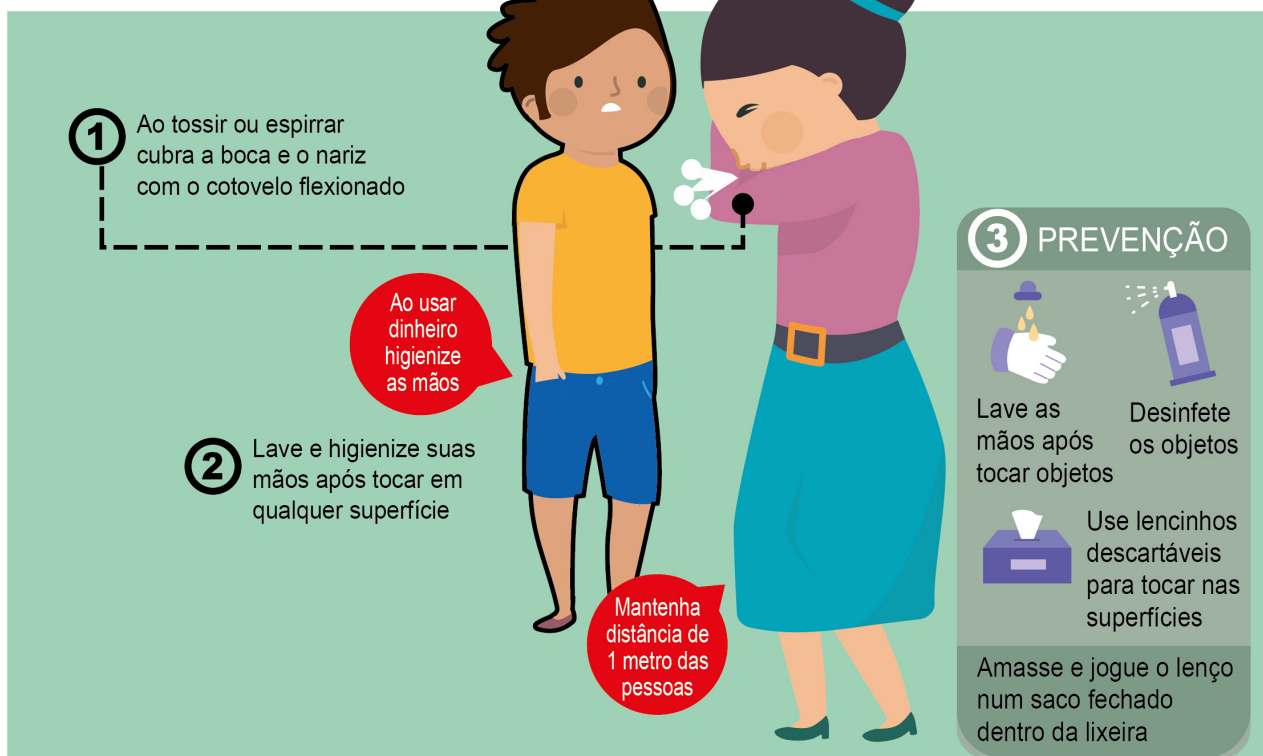 1
Ao tossir ou espirrar
cubra a boca e o nariz
com o cotovelo flexionado
Ao usar
dinheiro
higienize
as mãos
2
Lave e higienize suas
mãos após tocar em
qualquer superfície
Mantenha
distância de
1 metro das
pessoas
3 PREVENÇÃO
Lave as
mãos após
tocar objetos
Desinfete
os objetos
Use lencinhos
descartáveis
para tocar nas
superfícies
Amasse e jogue o lenço
num saco fechado
dentro da lixeira